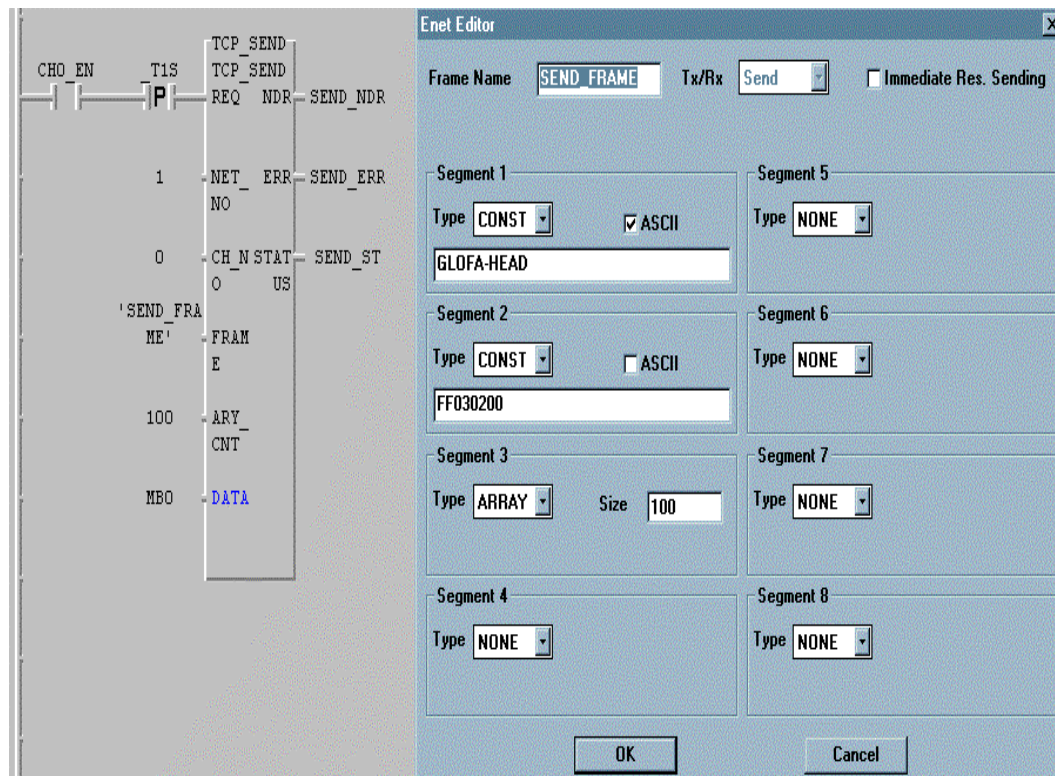 TCP_SEND
CH0_EN _T1S TCP_SEND
P REQ NDR SEND_NDR
1 NET_ ERR SEND_ERR
NO
0 CH_N STAT SEND_ST
O US
'SEND_FRA
ME' FRAM
E
100 ARY_
CNT
MB0 DATA
Enet Editor
Frame Name SEND_FRAME Tx/Rx Send Immediate Res. Sending
Segment 1
Type CONST ASCII
GLOFA-HEAD
Segment 2
Type CONST ASCII
FF030200
Segment 3
Type ARRAY Size 100
Segment 4
Type NONE
Segment 5
Type NONE
Segment 6
Type NONE
Segment 7
Type NONE
Segment 8
Type NONE
OK Cancel